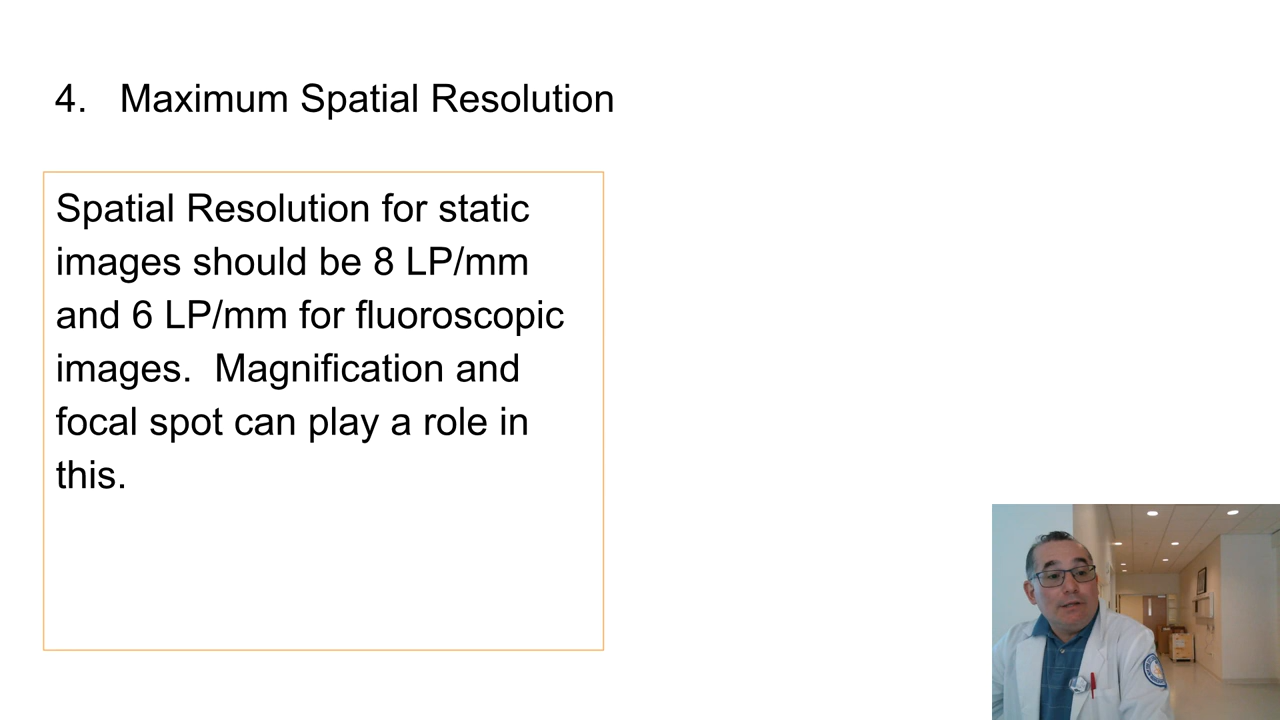 4. Maximum Spatial Resolution
Spatial Resolution for static
images should be 8 LP/mm
and 6 LP/mm for fluoroscopic
images. Magnification and
focal spot can play a role in
this.